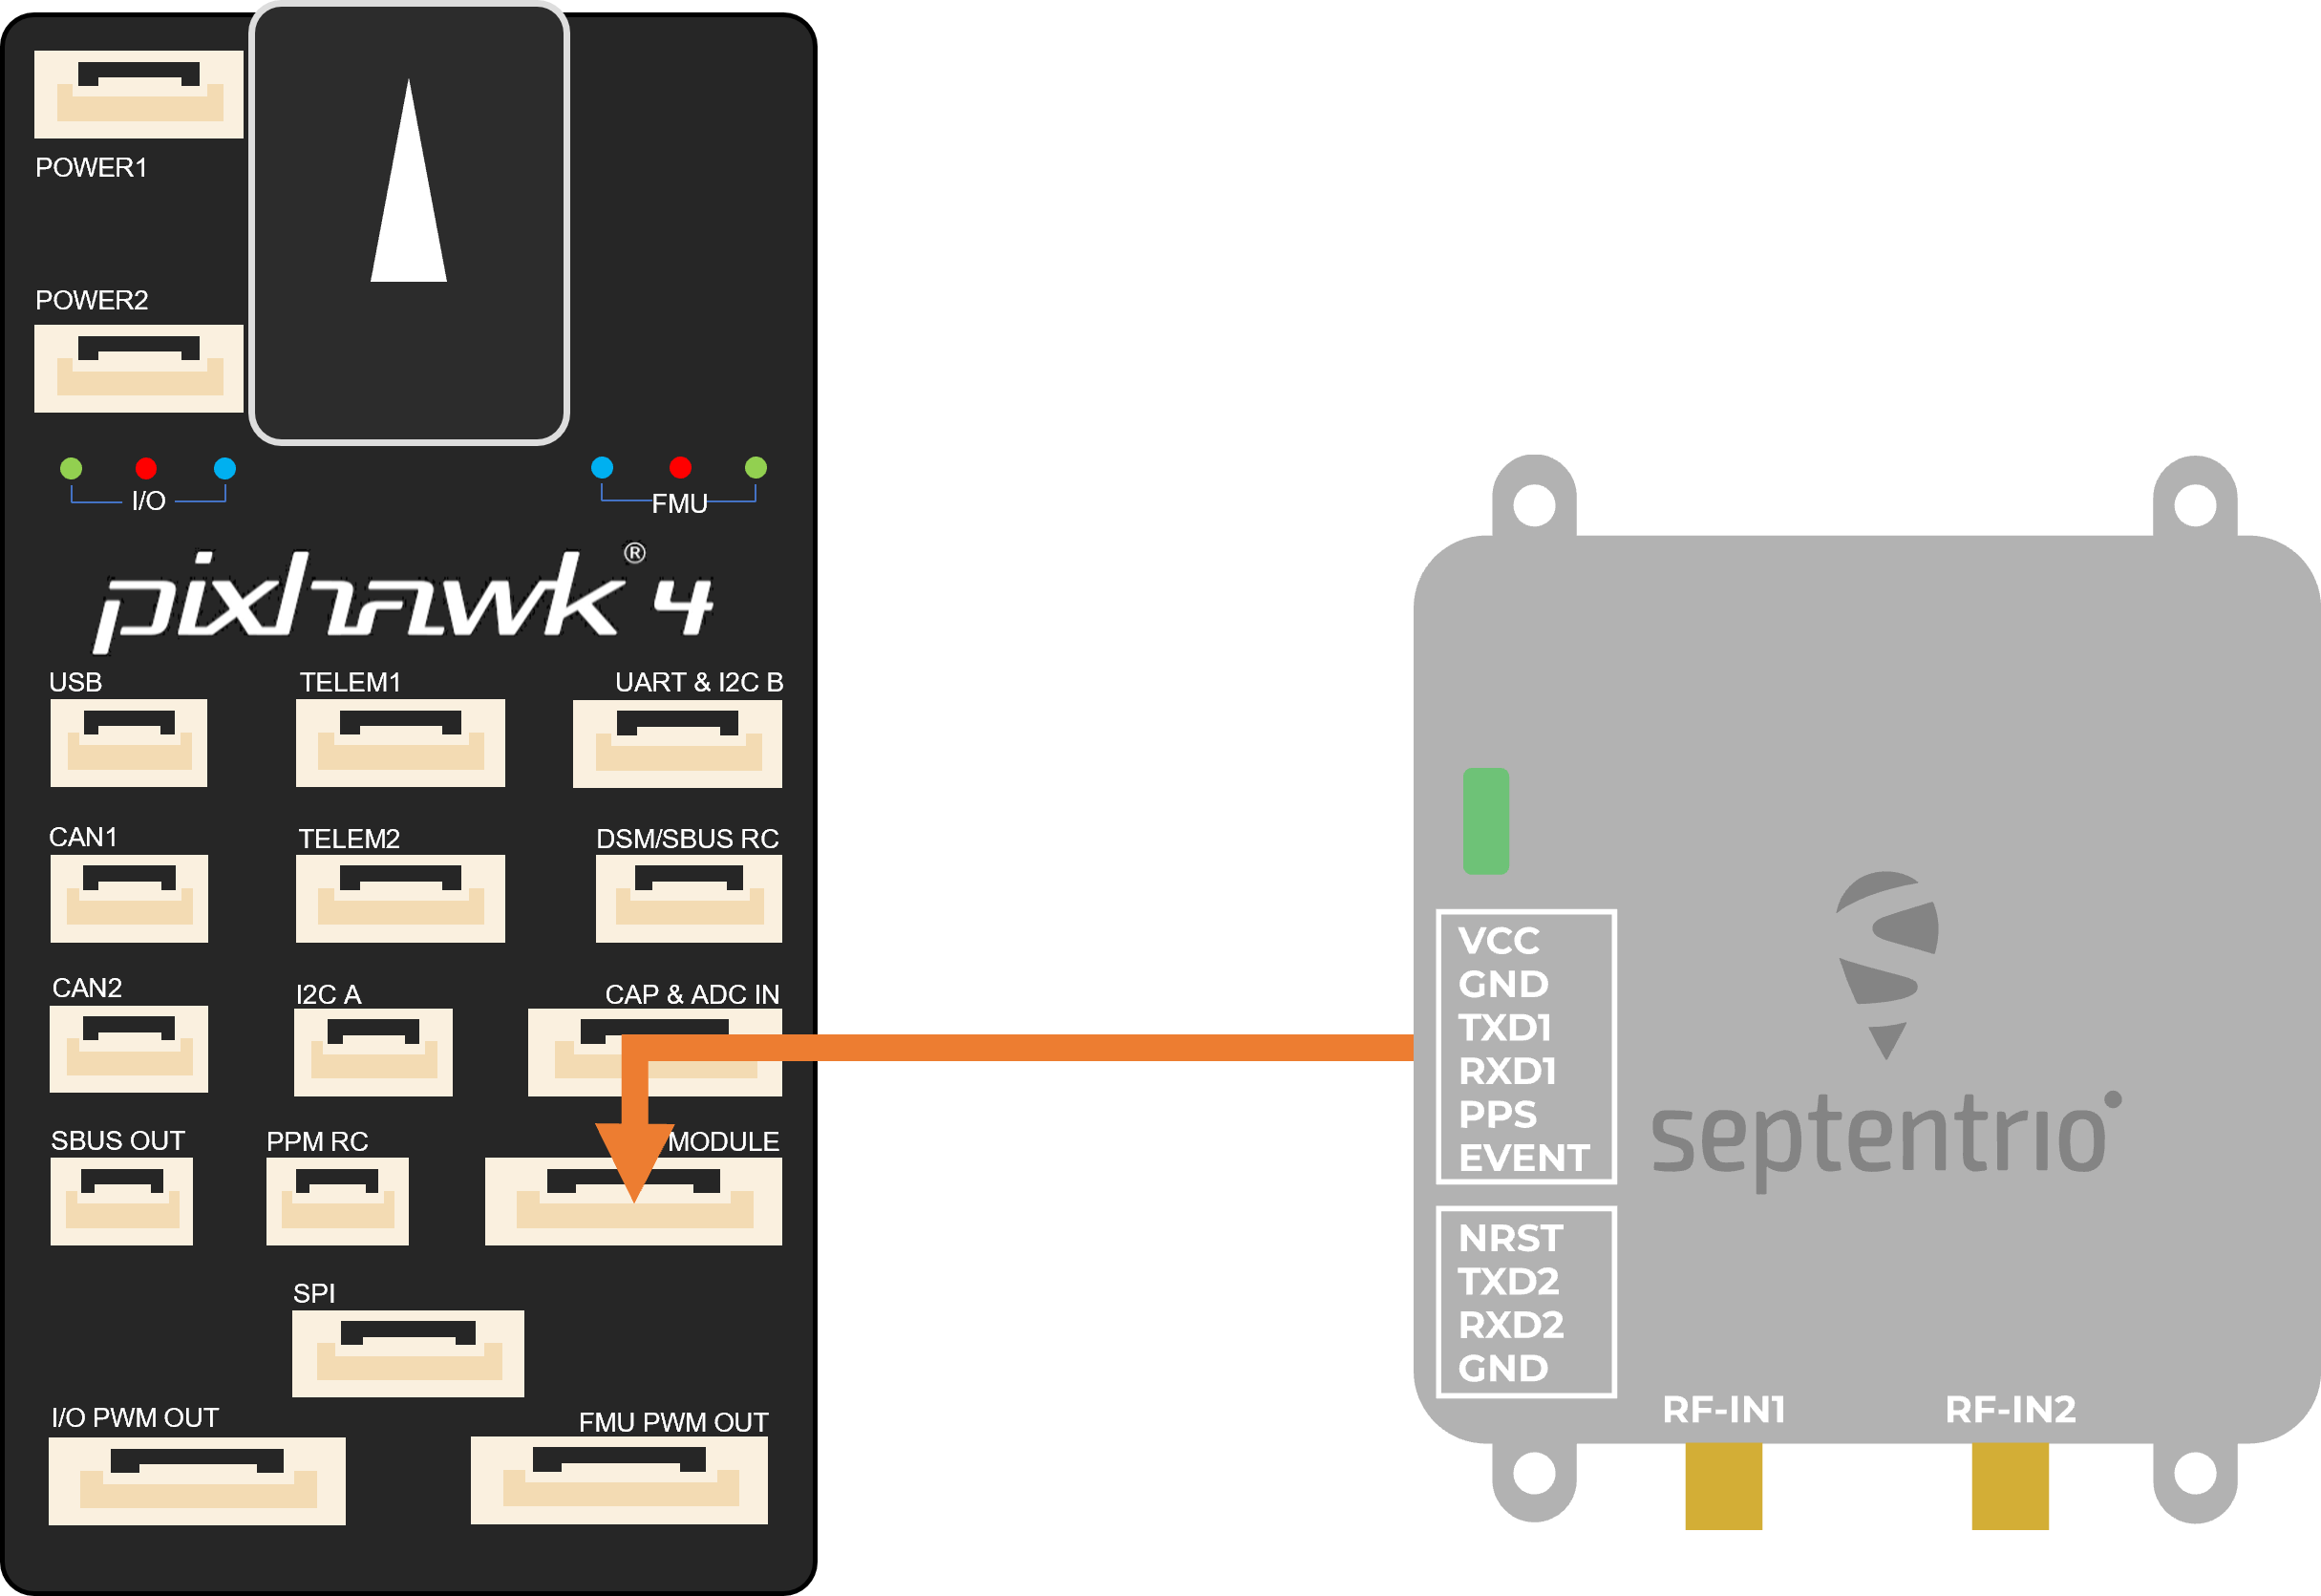 POWER1
POWER2
I/O
FMU
pixhawk® 4
USB
TELEM1
UART & I2C B
CAN1
TELEM2
DSM/SBUS RC
CAN2
I2C A
CAP & ADC IN
SBUS OUT
PPM RC
MODULE
SPI
I/O PWM OUT
FMU PWM OUT
VCC
GND
TXD1
RXD1
PPS
EVENT
NRST
TXD2
RXD2
GND
septentrio
RF-IN1
RF-IN2